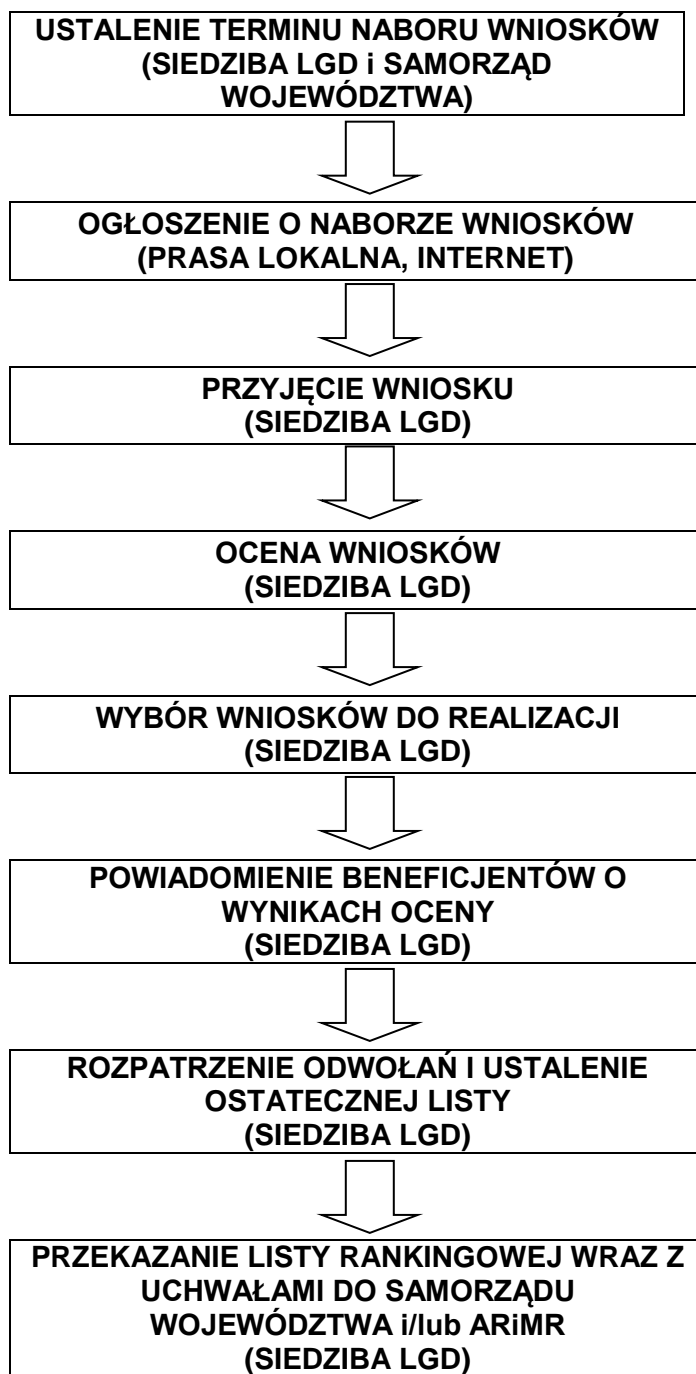 USTALENIE TERMINU NABORU WNIOSKÓW
(SIEDZIBA LGD i SAMORZĄD
WOJEWÓDZTWA)
OGŁOSZENIE O NABORZE WNIOSKÓW
(PRASA LOKALNA, INTERNET)
PRZYJĘCIE WNIOSKU
(SIEDZIBA LGD)
OCENA WNIOSKÓW
(SIEDZIBA LGD)
WYBÓR WNIOSKÓW DO REALIZACJI
(SIEDZIBA LGD)
POWIADOMIENIE BENEFICJENTÓW O
WYNIKACH OCENY
(SIEDZIBA LGD)
ROZPATRZENIE ODWOŁAŃ I USTALENIE
OSTATECZNEJ LISTY
(SIEDZIBA LGD)
PRZEKAZANIE LISTY RANKINGOWEJ WRAZ Z
UCHWAŁAMI DO SAMORZĄDU
WOJEWÓDZTWA i/lub ARiMR
(SIEDZIBA LGD)